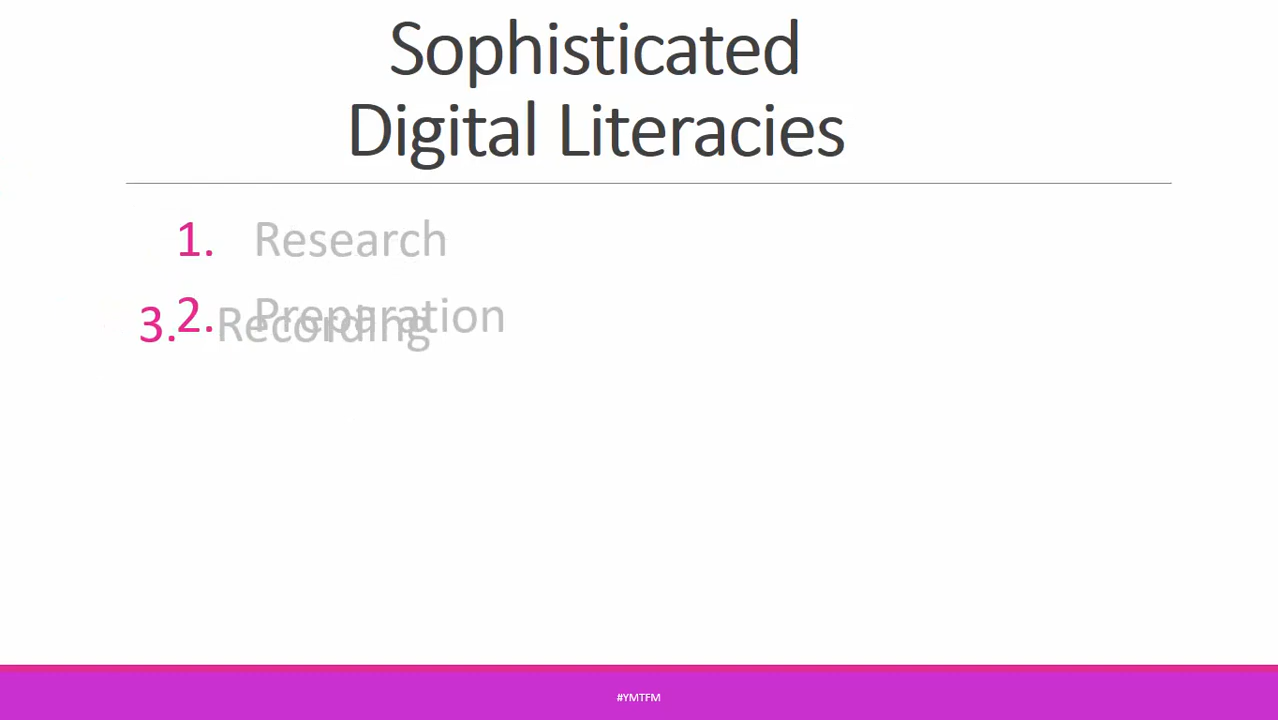 Sophisticated
Digital Literacies
1. Research
2. Preparation
3. Recording
#YMTFM